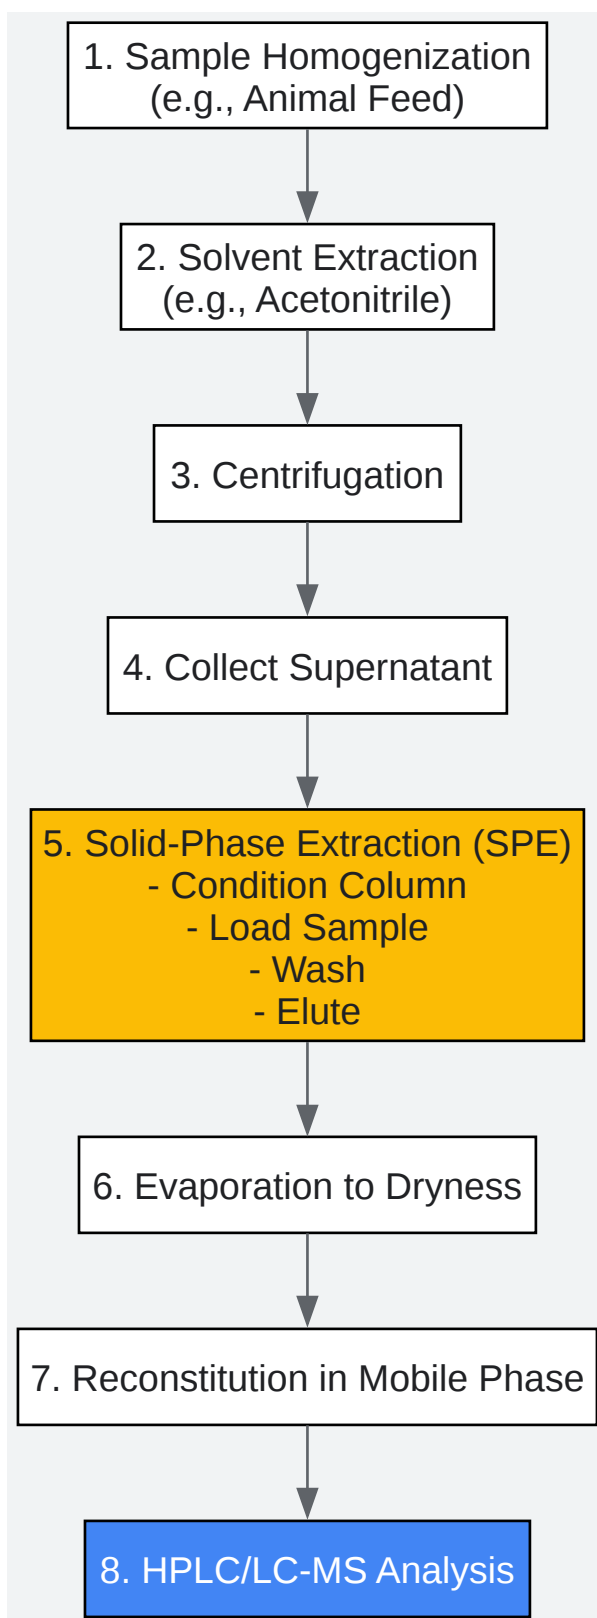 1. Sample Homogenization
(e.g., Animal Feed)
2. Solvent Extraction
(e.g., Acetonitrile)
3. Centrifugation
4. Collect Supernatant
5. Solid-Phase Extraction (SPE)
- Condition Column
- Load Sample
- Wash
- Elute
6. Evaporation to Dryness
7. Reconstitution in Mobile Phase
8. HPLC/LC-MS Analysis